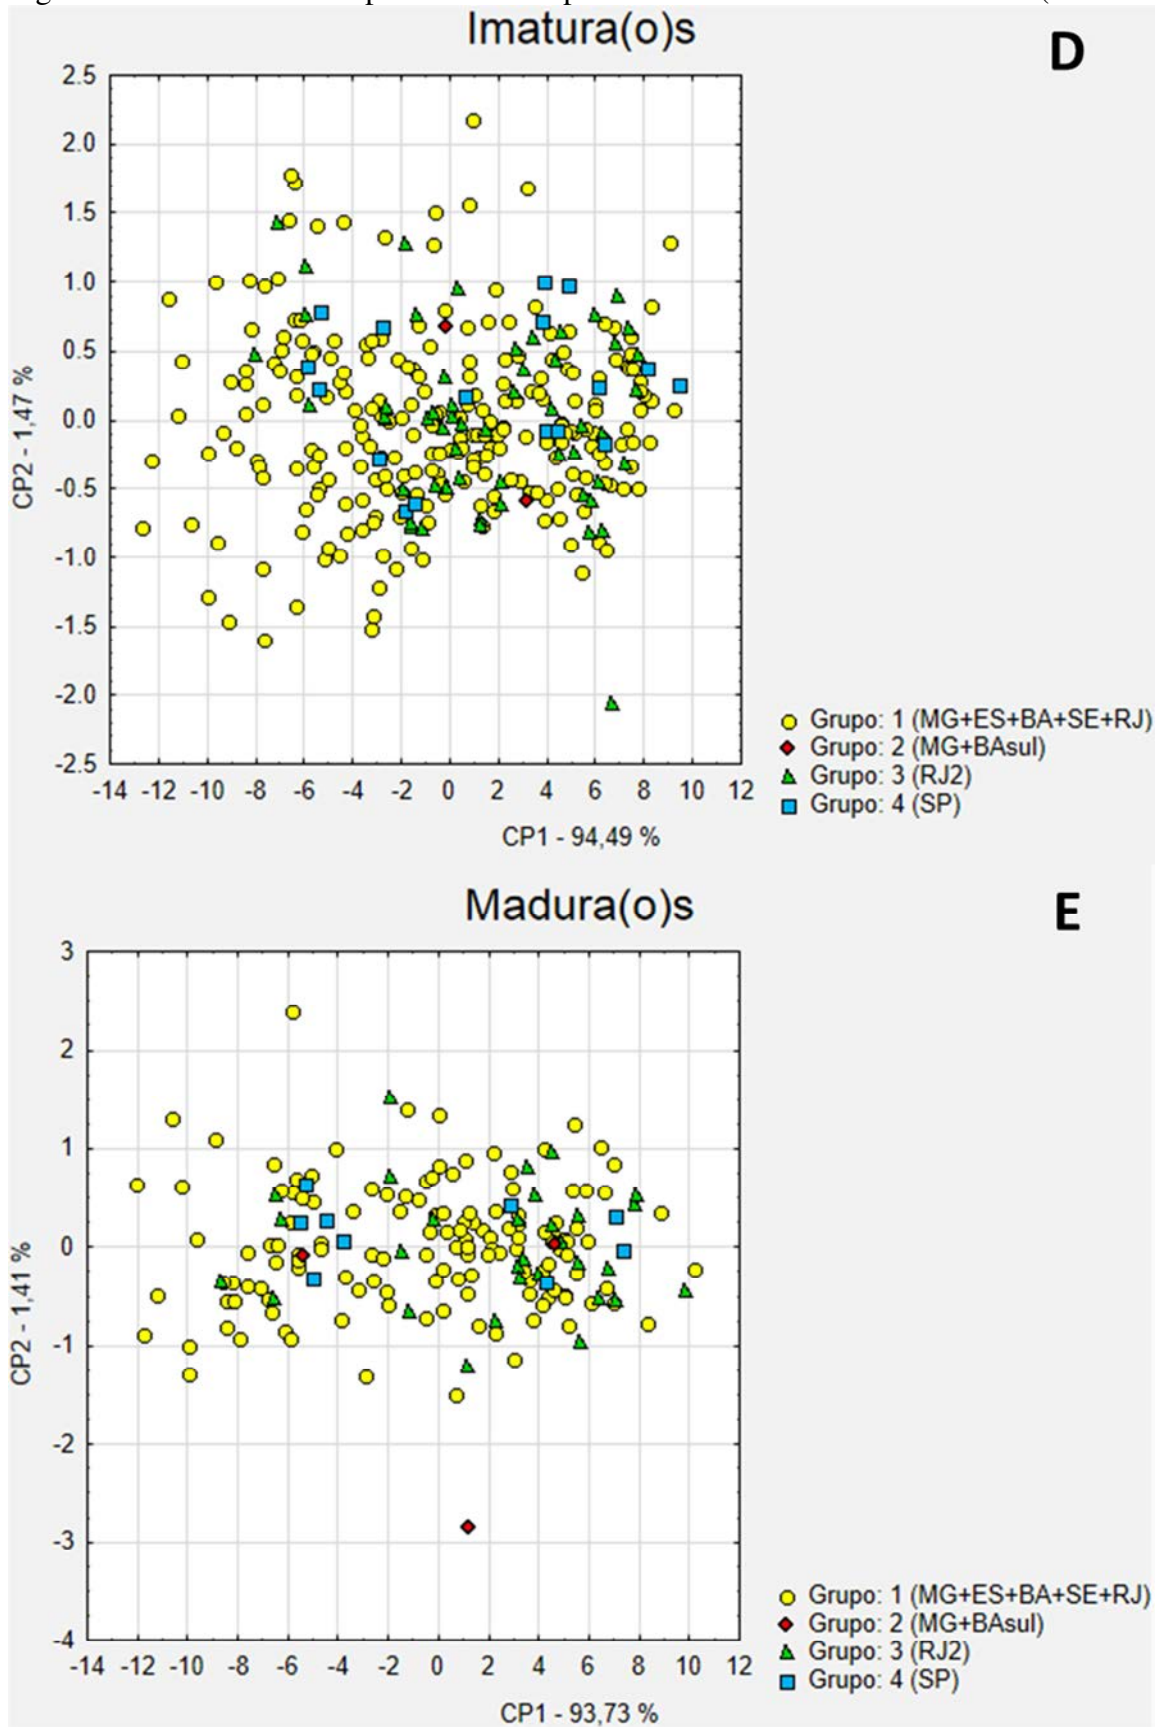 Imatura(o)s
D
2.5
2.0
1.5
1.0
0.5
0.0
-0.5
-1.0
-1.5
-2.0
-2.5
CP2 - 1,47 %
-14 -12 -10 -8 -6 -4 -2 0 2 4 6 8 10 12
CP1 - 94,49 %
Grupo: 1 (MG+ES+BA+SE+RJ)
Grupo: 2 (MG+BAsul)
Grupo: 3 (RJ2)
Grupo: 4 (SP)
Madura(o)s
E
3
2
1
0
-1
-2
-3
-4
CP2 - 1,41 %
-14 -12 -10 -8 -6 -4 -2 0 2 4 6 8 10 12
CP1 - 93,73 %
Grupo: 1 (MG+ES+BA+SE+RJ)
Grupo: 2 (MG+BAsul)
Grupo: 3 (RJ2)
Grupo: 4 (SP)